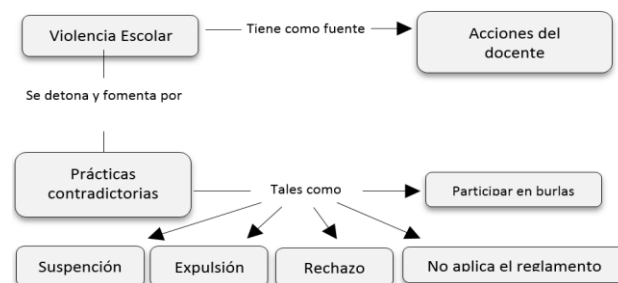 Violencia Escolar
Tiene como fuente
Acciones del
docente
Se detona y fomenta por
Prácticas
contradictorias
Tales como
Participar en burlas
Suspención
Expulsión
Rechazo
No aplica el reglamento